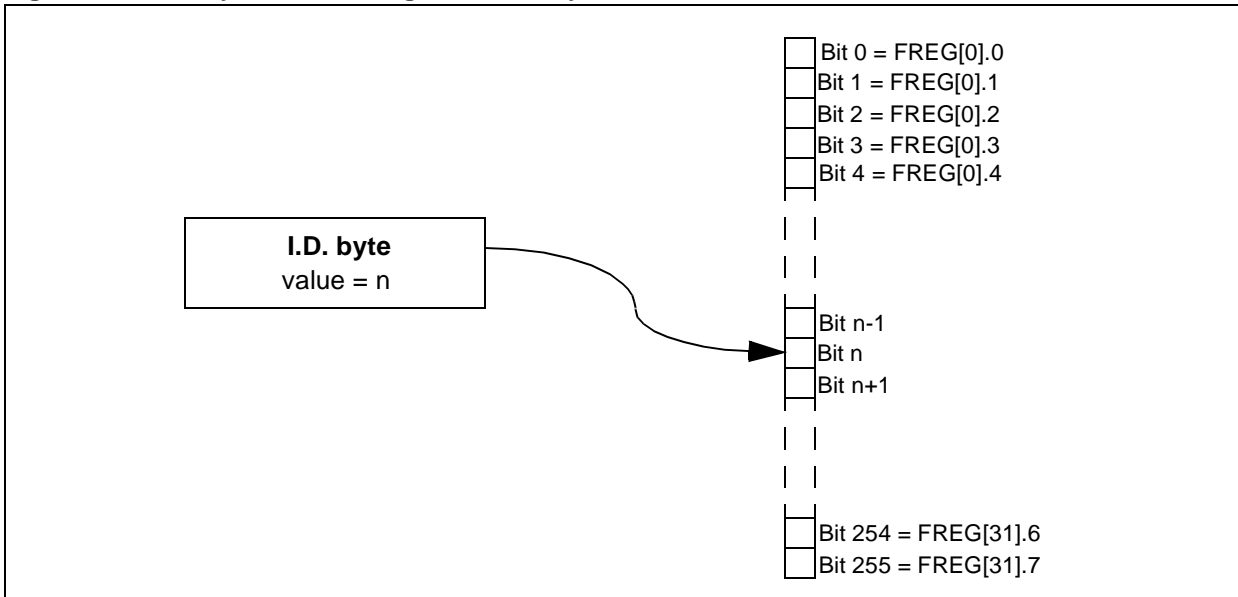 Bit 0 = FREG[0].0
Bit 1 = FREG[0].1
Bit 2 = FREG[0].2
Bit 3 = FREG[0].3
Bit 4 = FREG[0].4
I.D. byte
value = n
Bit n-1
Bit n
Bit n+1
Bit 254 = FREG[31].6
Bit 255 = FREG[31].7